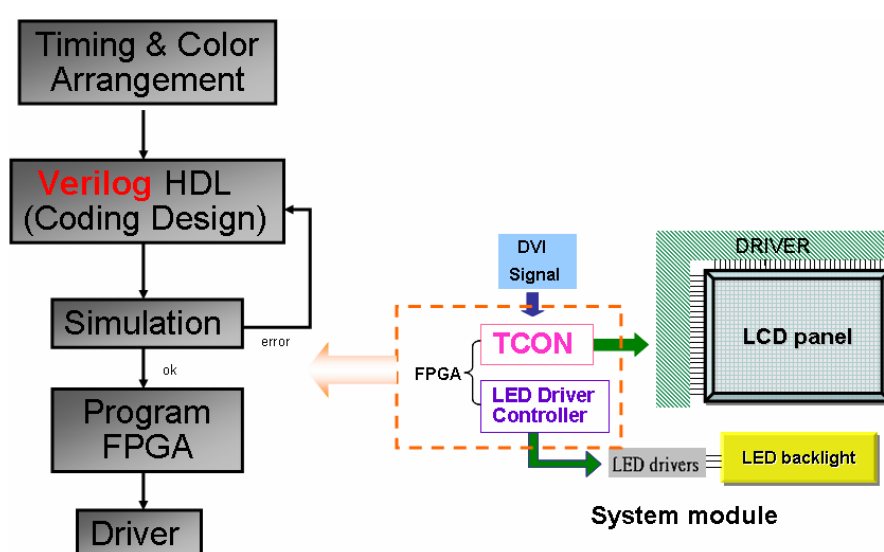 Timing & Color
Arrangement
Verilog HDL
(Coding Design)
Simulation
error
ok
Program
FPGA
Driver
DVI
Signal
TCON
FPGA
LED Driver
Controller
DRIVER
LCD panel
LED drivers
LED backlight
System module